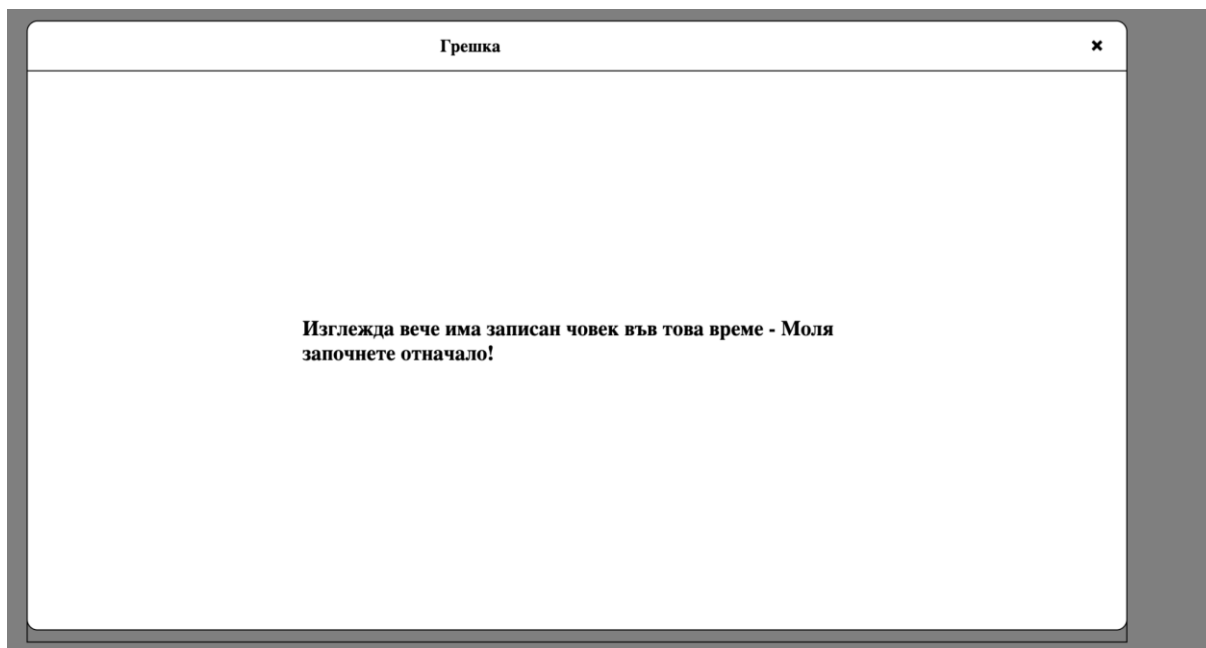 Грешка
Изглежда вече има записан човек във това време - Моля
започнете отначало!